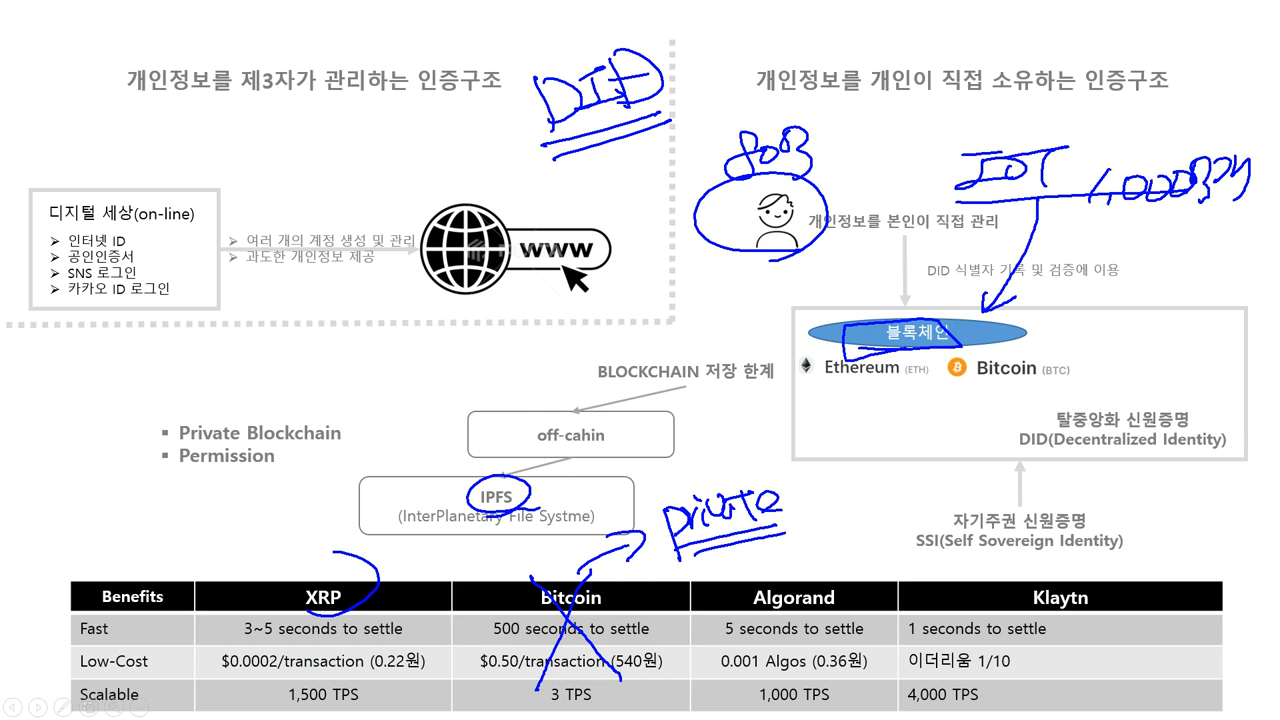 개인정보를 제3자가 관리하는 인증구조
DID
디지털 세상(on-line)
➢ 인터넷 ID
➢ 공인인증서
➢ SNS 로그인
➢ 카카오 ID 로그인
➢ 여러 개의 계정 생성 및 관리
➢ 과도한 개인정보 제공
www
개인정보를 개인이 직접 소유하는 인증구조
개인정보를 본인이 직접 관리
DID 식별자 기록 및 검증에 이용
블록체인
Ethereum (ETH)
Bitcoin (BTC)
탈중앙화 신원증명
DID(Decentralized Identity)
자기주권 신원증명
SSI(Self Sovereign Identity)
BLOCKCHAIN 저장 한계
off-cahin
IPFS
(InterPlanetary File Systme)
▪ Private Blockchain
▪ Permission
private
Benefits XRP Bitcoin Algorand Klaytn
Fast 3~5 seconds to settle 500 seconds to settle 5 seconds to settle 1 seconds to settle
Low-Cost $0.0002/transaction (0.22원) $0.50/transaction (540원) 0.001 Algos (0.36원) 이더리움 1/10
Scalable 1,500 TPS 3 TPS 1,000 TPS 4,000 TPS